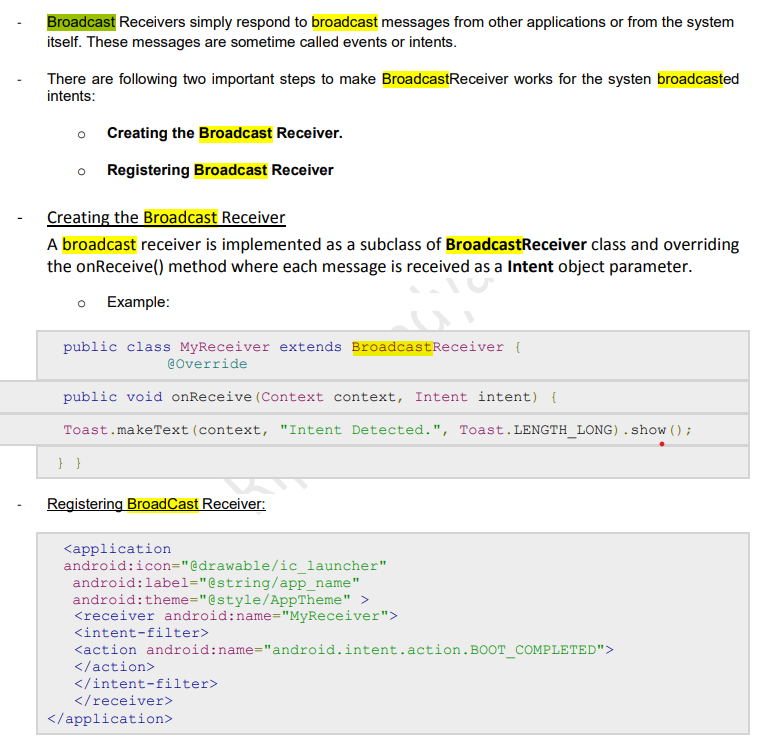 - Broadcast Receivers simply respond to broadcast messages from other applications or from the system
itself. These messages are sometime called events or intents.
- There are following two important steps to make BroadcastReceiver works for the systen broadcasted
intents:
o Creating the Broadcast Receiver.
o Registering Broadcast Receiver
- Creating the Broadcast Receiver
A broadcast receiver is implemented as a subclass of BroadcastReceiver class and overriding
the onReceive() method where each message is received as a Intent object parameter.
o Example:
public class MyReceiver extends BroadcastReceiver {
@Override
public void onReceive(Context context, Intent intent) {
Toast.makeText(context, "Intent Detected.", Toast.LENGTH_LONG).show();
} }
- Registering BroadCast Receiver:
<application
android:icon="@drawable/ic_launcher"
android:label="@string/app_name"
android:theme="@style/AppTheme" >
<receiver android:name="MyReceiver">
<intent-filter>
<action android:name="android.intent.action.BOOT_COMPLETED">
</action>
</intent-filter>
</receiver>
</application>